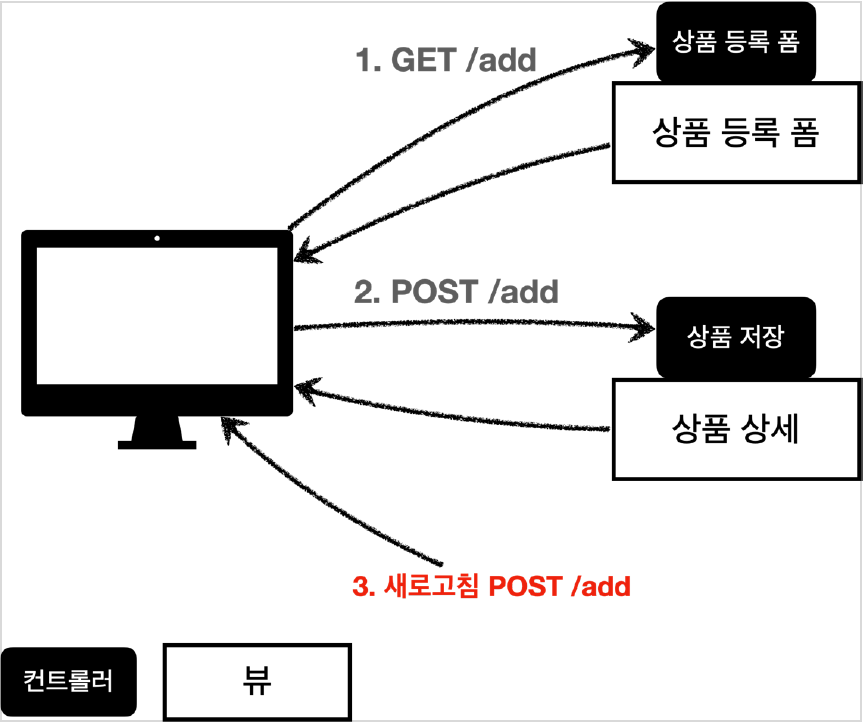 1. GET /add
상품 등록 폼
상품 등록 폼
2. POST /add
상품 저장
상품 상세
3. 새로고침 POST /add
컨트롤러
뷰